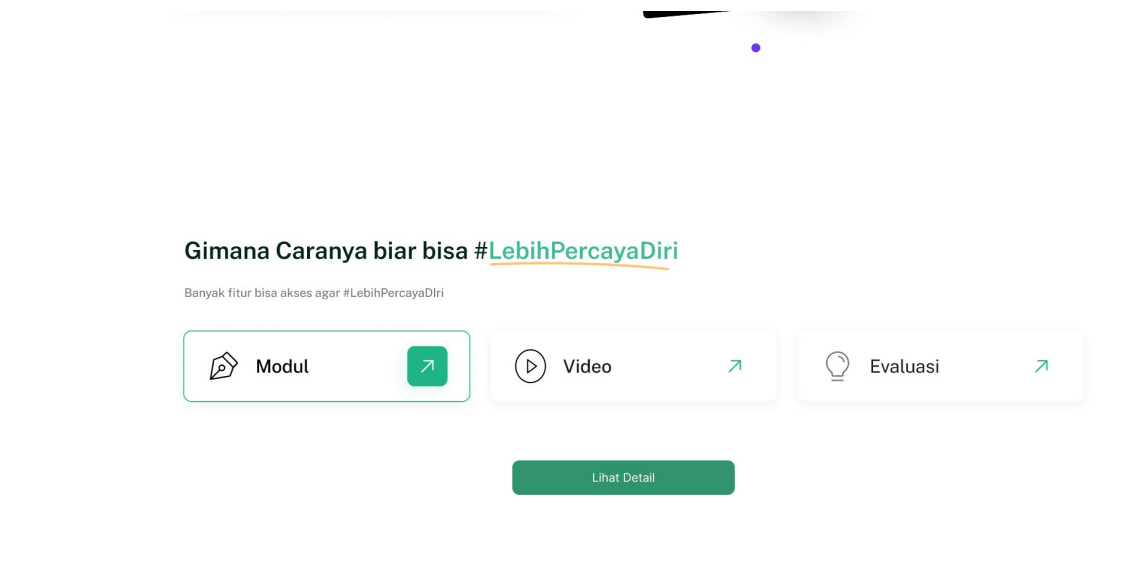 Gimana Caranya biar bisa #LebihPercayaDiri
Banyak fitur bisa akses agar #LebihPercayaDIri
Modul
Video
Evaluasi
Lihat Detail